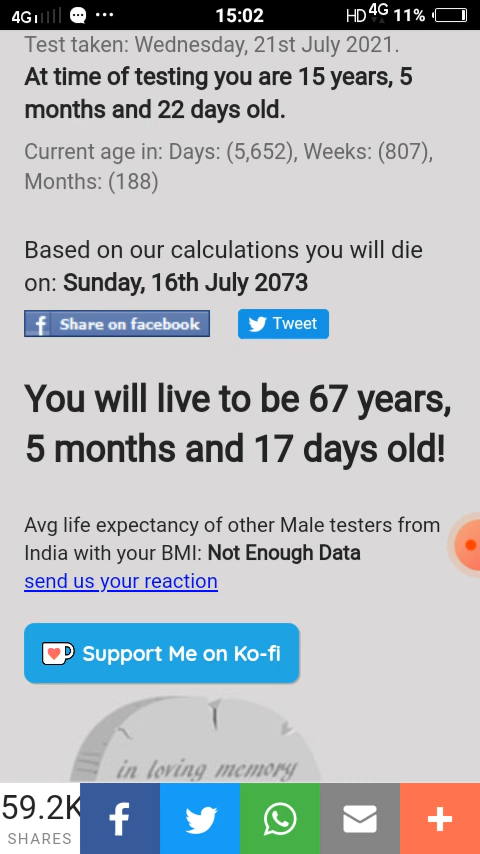 4G 15:02 HD 4G 11%
Test taken: Wednesday, 21st July 2021.
At time of testing you are 15 years, 5
months and 22 days old.
Current age in: Days: (5,652), Weeks: (807),
Months: (188)
Based on our calculations you will die
on: Sunday, 16th July 2073
f Share on facebook Tweet
You will live to be 67 years,
5 months and 17 days old!
Avg life expectancy of other Male testers from
India with your BMI: Not Enough Data
send us your reaction
Support Me on Ko-fi
in loving memory
59.2K
SHARES